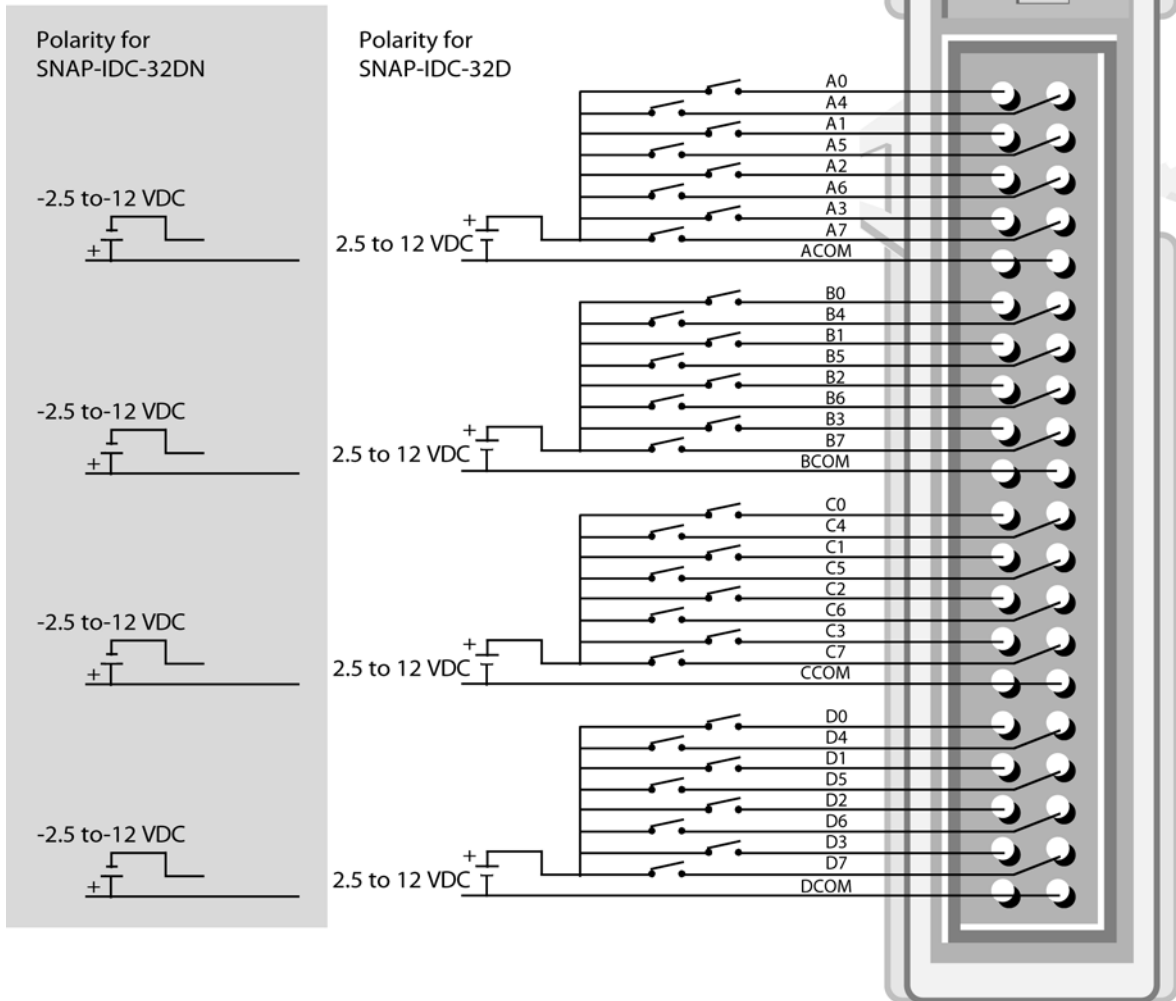 Polarity for
SNAP-IDC-32DN
Polarity for
SNAP-IDC-32D
A0
A4
A1
A5
A2
A6
A3
A7
ACOM
-2.5 to-12 VDC
+
+
2.5 to 12 VDC
B0
B4
B1
B5
B2
B6
B3
B7
BCOM
-2.5 to-12 VDC
+
+
2.5 to 12 VDC
C0
C4
C1
C5
C2
C6
C3
C7
CCOM
-2.5 to-12 VDC
+
+
2.5 to 12 VDC
D0
D4
D1
D5
D2
D6
D3
D7
DCOM
-2.5 to-12 VDC
+
+
2.5 to 12 VDC